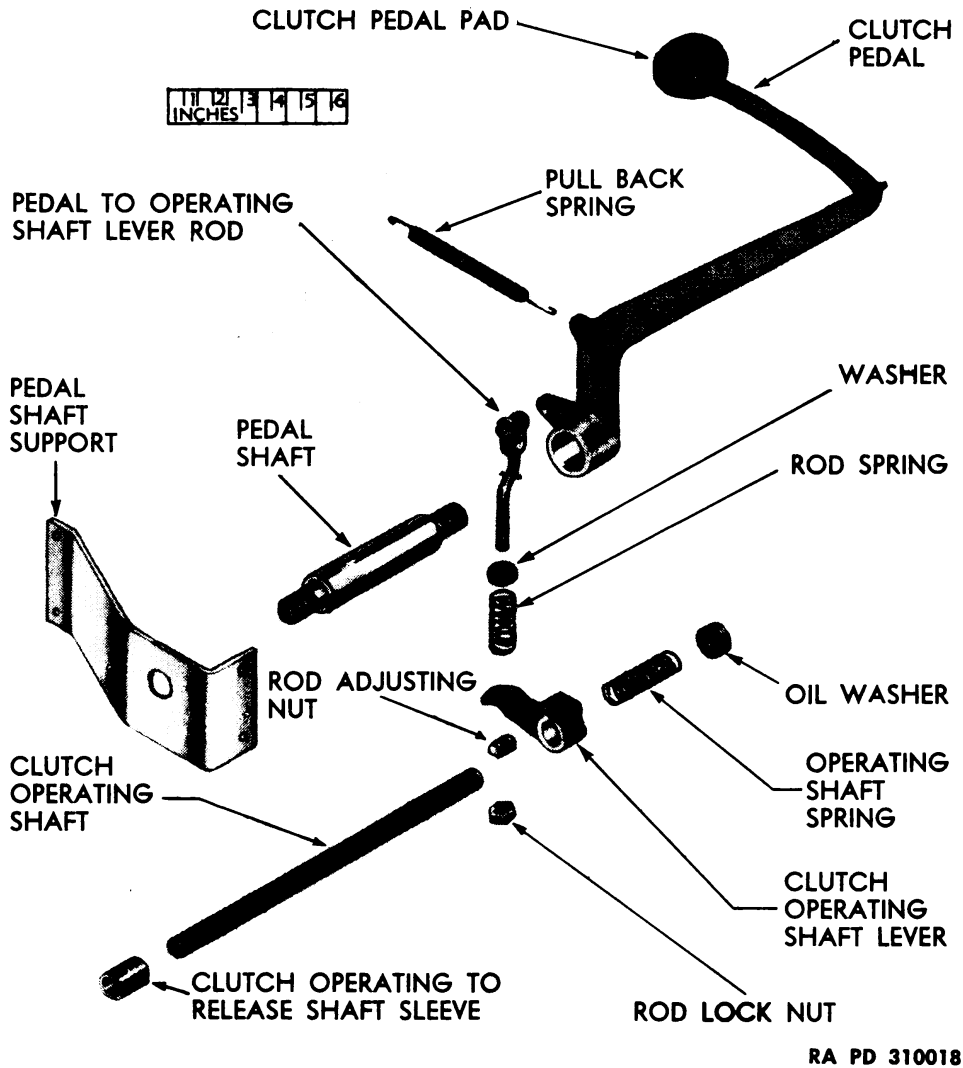 CLUTCH PEDAL PAD
CLUTCH
PEDAL
1 2 3 4 5 6
INCHES
PULL BACK
SPRING
PEDAL TO OPERATING
SHAFT LEVER ROD
WASHER
PEDAL
SHAFT
SUPPORT
PEDAL
SHAFT
ROD SPRING
ROD ADJUSTING
NUT
OIL WASHER
CLUTCH
OPERATING
SHAFT
OPERATING
SHAFT
SPRING
CLUTCH
OPERATING
SHAFT LEVER
CLUTCH OPERATING TO
RELEASE SHAFT SLEEVE
ROD LOCK NUT
RA PD 310018